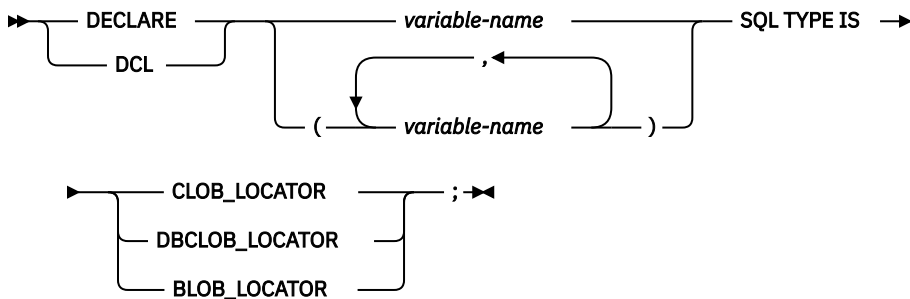 DECLARE variable-name SQL TYPE IS
DCL ,
( variable-name )
CLOB_LOCATOR ;
DBCLOB_LOCATOR
BLOB_LOCATOR